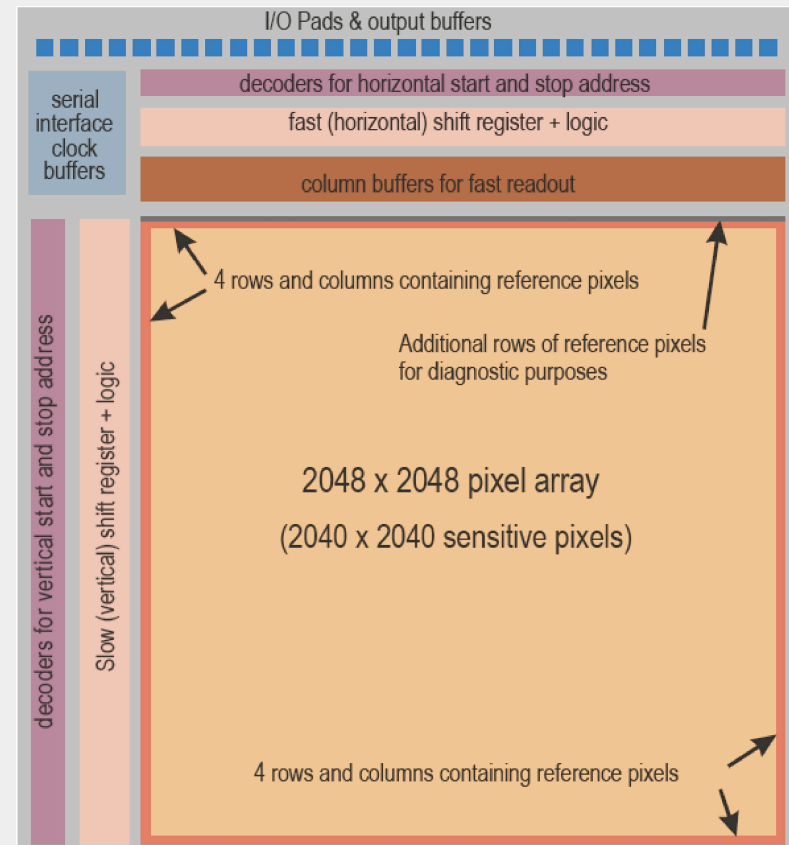 I/O Pads & output buffers
serial
interface
clock
buffers
decoders for horizontal start and stop address
fast (horizontal) shift register + logic
column buffers for fast readout
decoders for vertical start and stop address
Slow (vertical) shift register + logic
4 rows and columns containing reference pixels
Additional rows of reference pixels
for diagnostic purposes
2048 x 2048 pixel array
(2040 x 2040 sensitive pixels)
4 rows and columns containing reference pixels